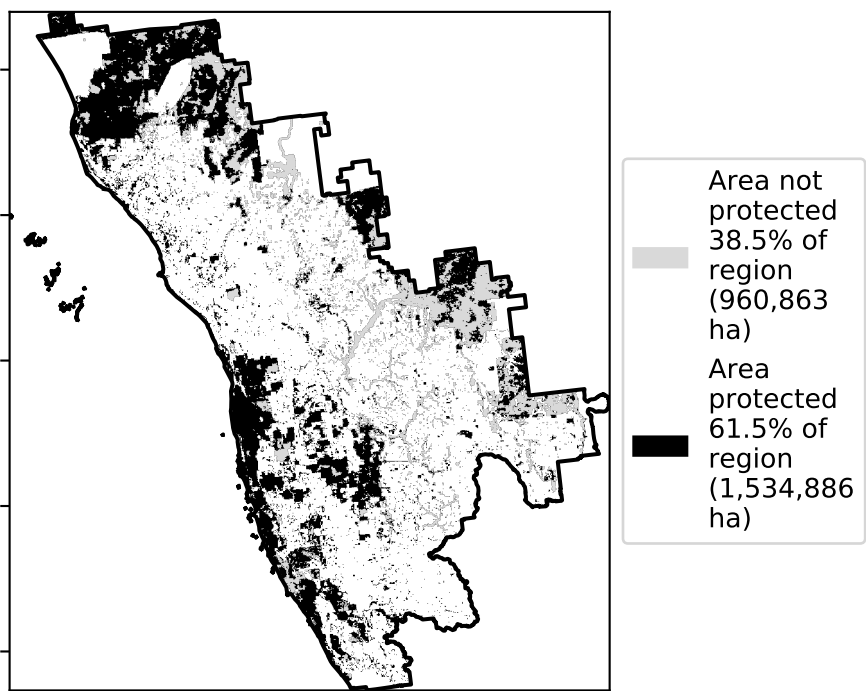 Area not
protected
38.5% of
region
(960,863
ha)
Area
protected
61.5% of
region
(1,534,886
ha)